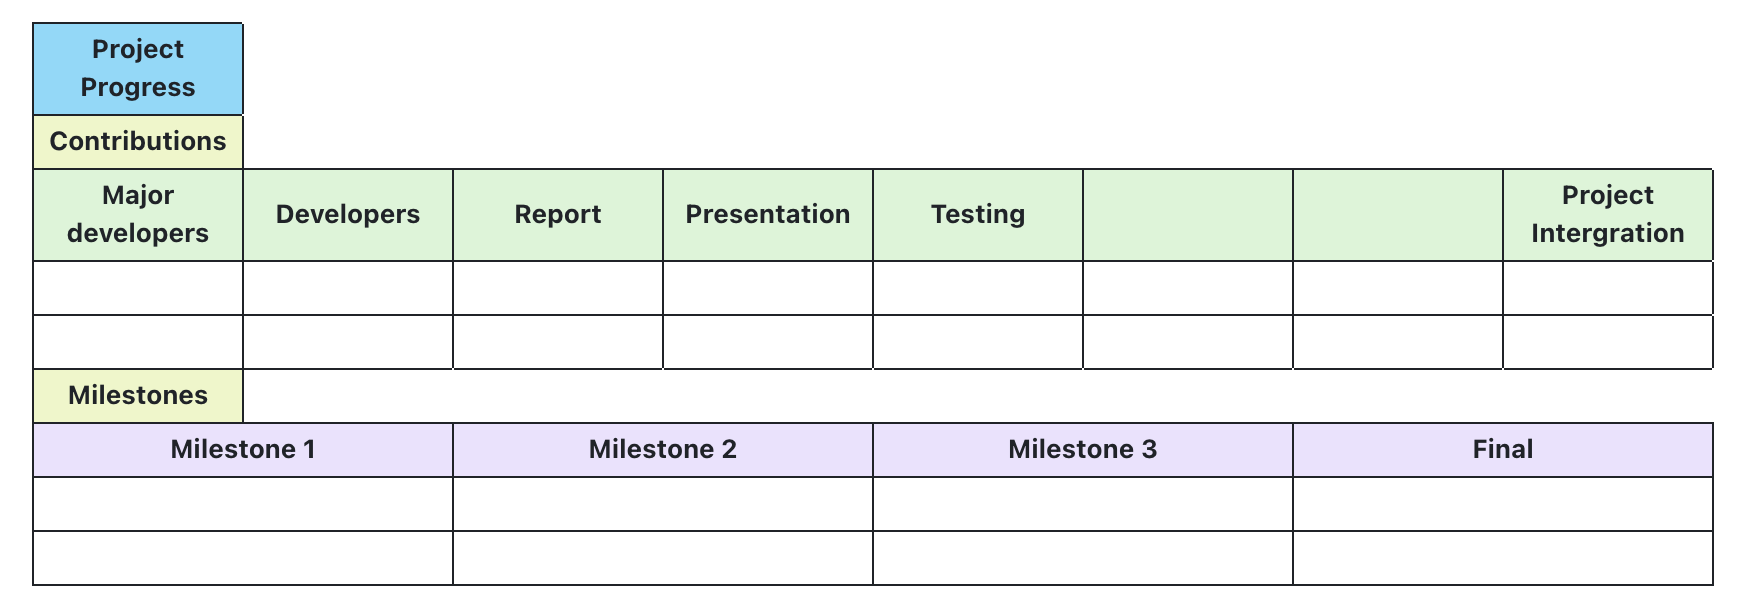 Project
Progress
Contributions
Major
developers
Developers
Report
Presentation
Testing
Project
Intergration
Milestones
Milestone 1
Milestone 2
Milestone 3
Final